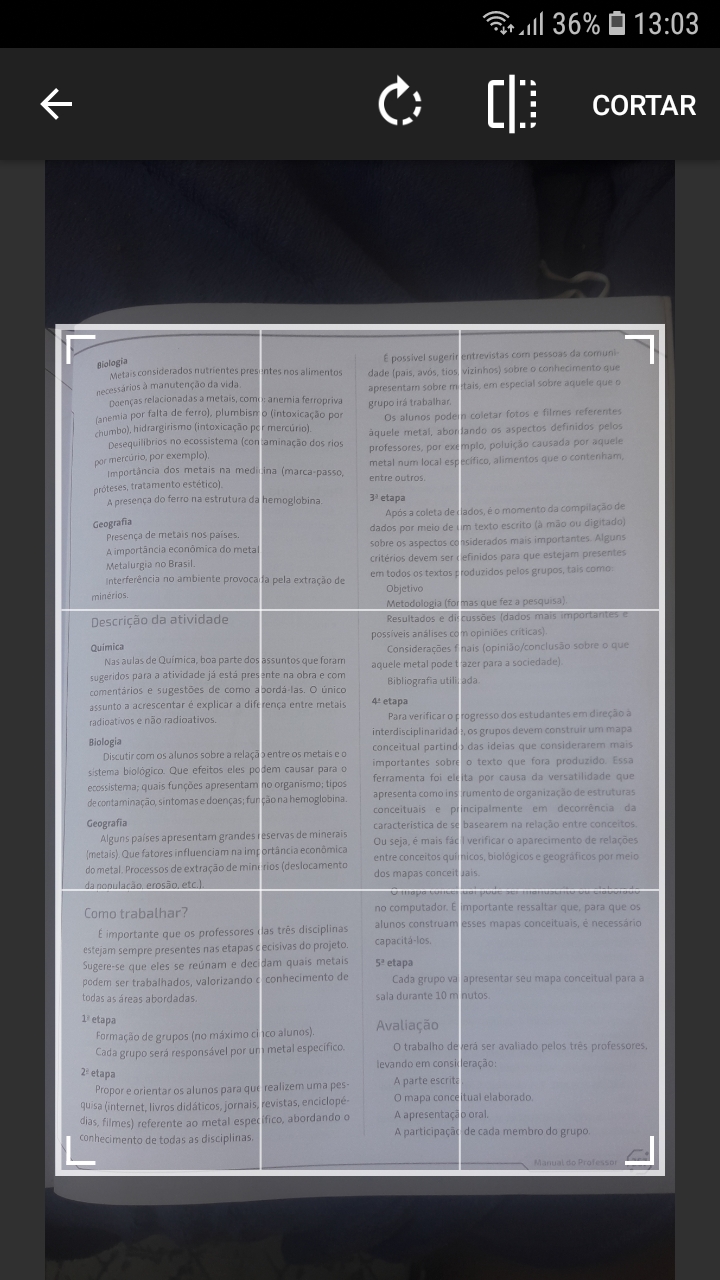 36% 13:03
CORTAR
Biologia
Metais considerados nutrientes presentes nos alimentos
necessários à manutenção da vida.
Doenças relacionadas a metais, como: anemia ferropriva
(anemia por falta de ferro), plumbismo (intoxicação por
chumbo), hidrargirismo (intoxicação por mercúrio).
Desequilíbrios no ecossistema (contaminação dos rios
por mercúrio, por exemplo).
Importância dos metais na medicina (marca-passo,
próteses, tratamento estético).
A presença do ferro na estrutura da hemoglobina.
Geografia
Presença de metais nos países.
A importância econômica do metal.
Metalurgia no Brasil.
Interferência no ambiente provocada pela extração de
minérios.
Descrição da atividade
Química
Nas aulas de Química, boa parte dos assuntos que foram
sugeridos para a atividade já está presente na obra e com
comentários e sugestões de como abordá-las. O único
assunto a acrescentar é explicar a diferença entre metais
radioativos e não radioativos.
Biologia
Discutir com os alunos sobre a relação entre os metais e o
sistema biológico. Que efeitos eles podem causar para o
ecossistema; quais funções apresentam no organismo; tipos
de contaminação, sintomas e doenças; função na hemoglobina.
Geografia
Alguns países apresentam grandes reservas de minerais
(metais). Que fatores influenciam na importância econômica
do metal. Processos de extração de minérios (deslocamento
da população, erosão, etc.).
Como trabalhar?
É importante que os professores das três disciplinas
estejam sempre presentes nas etapas decisivas do projeto.
Sugere-se que eles se reúnam e decidam quais metais
podem ser trabalhados, valorizando o conhecimento de
todas as áreas abordadas.
1ª etapa
Formação de grupos (no máximo cinco alunos).
Cada grupo será responsável por um metal específico.
2ª etapa
Propor e orientar os alunos para que realizem uma pes-
quisa (internet, livros didáticos, jornais, revistas, enciclopé-
dias, filmes) referente ao metal específico, abordando o
conhecimento de todas as disciplinas.
É possível sugerir entrevistas com pessoas da comuni-
dade (pais, avós, tios, vizinhos) sobre o conhecimento que
apresentam sobre metais, em especial sobre aquele que o
grupo irá trabalhar.
Os alunos podem coletar fotos e filmes referentes
àquele metal, abordando os aspectos definidos pelos
professores, por exemplo, poluição causada por aquele
metal num local específico, alimentos que o contenham,
entre outros.
3ª etapa
Após a coleta de dados, é o momento da compilação de
dados por meio de um texto escrito (à mão ou digitado)
sobre os aspectos considerados mais importantes. Alguns
critérios devem ser definidos para que estejam presentes
em todos os textos produzidos pelos grupos, tais como:
Objetivo
Metodologia (formas que fez a pesquisa).
Resultados e discussões (dados mais importantes e
possíveis análises com opiniões críticas).
Considerações finais (opinião/conclusão sobre o que
aquele metal pode trazer para a sociedade).
Bibliografia utilizada.
4ª etapa
Para verificar o progresso dos estudantes em direção à
interdisciplinaridade, os grupos devem construir um mapa
conceitual partindo das ideias que considerarem mais
importantes sobre o texto que fora produzido. Essa
ferramenta foi eleita por causa da versatilidade que
apresenta como instrumento de organização de estruturas
conceituais e principalmente em decorrência da
característica de se basearem na relação entre conceitos.
Ou seja, é mais fácil verificar o aparecimento de relações
entre conceitos químicos, biológicos e geográficos por meio
dos mapas conceituais.
O mapa conceitual pode ser manuscrito ou elaborado
no computador. É importante ressaltar que, para que os
alunos construam esses mapas conceituais, é necessário
capacitá-los.
5ª etapa
Cada grupo vai apresentar seu mapa conceitual para a
sala durante 10 minutos.
Avaliação
O trabalho deverá ser avaliado pelos três professores,
levando em consideração:
A parte escrita.
O mapa conceitual elaborado.
A apresentação oral.
A participação de cada membro do grupo.
Manual do Professor